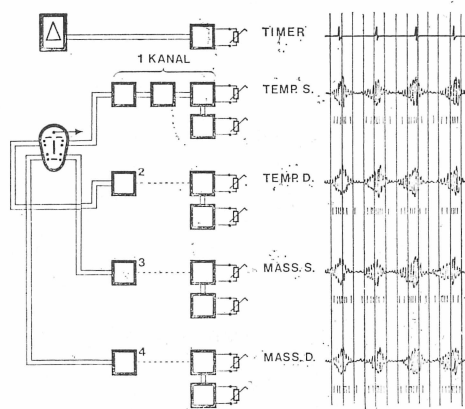 TIMER
1 KANAL
TEMP. S.
2
TEMP. D.
3
MASS. S.
4
MASS. D.